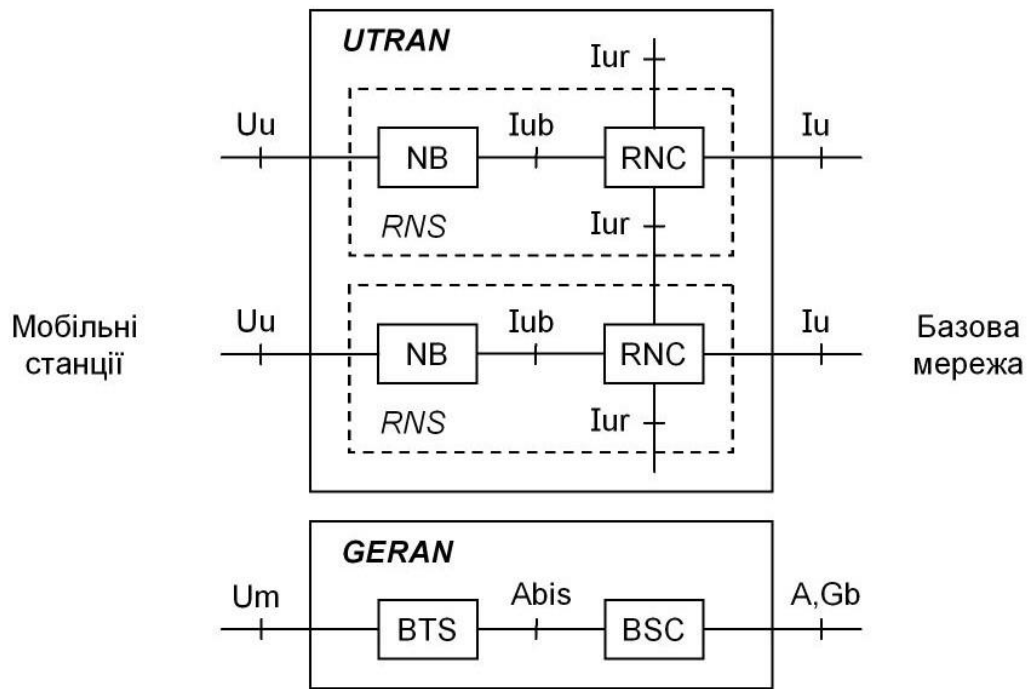 UTRAN
Iur
Uu
Iub
Iu
NB
RNC
RNS
Iur
Мобільні
станції
Uu
Iub
Iu
Базова
мережа
NB
RNC
RNS
Iur
GERAN
Um
Abis
A,Gb
BTS
BSC